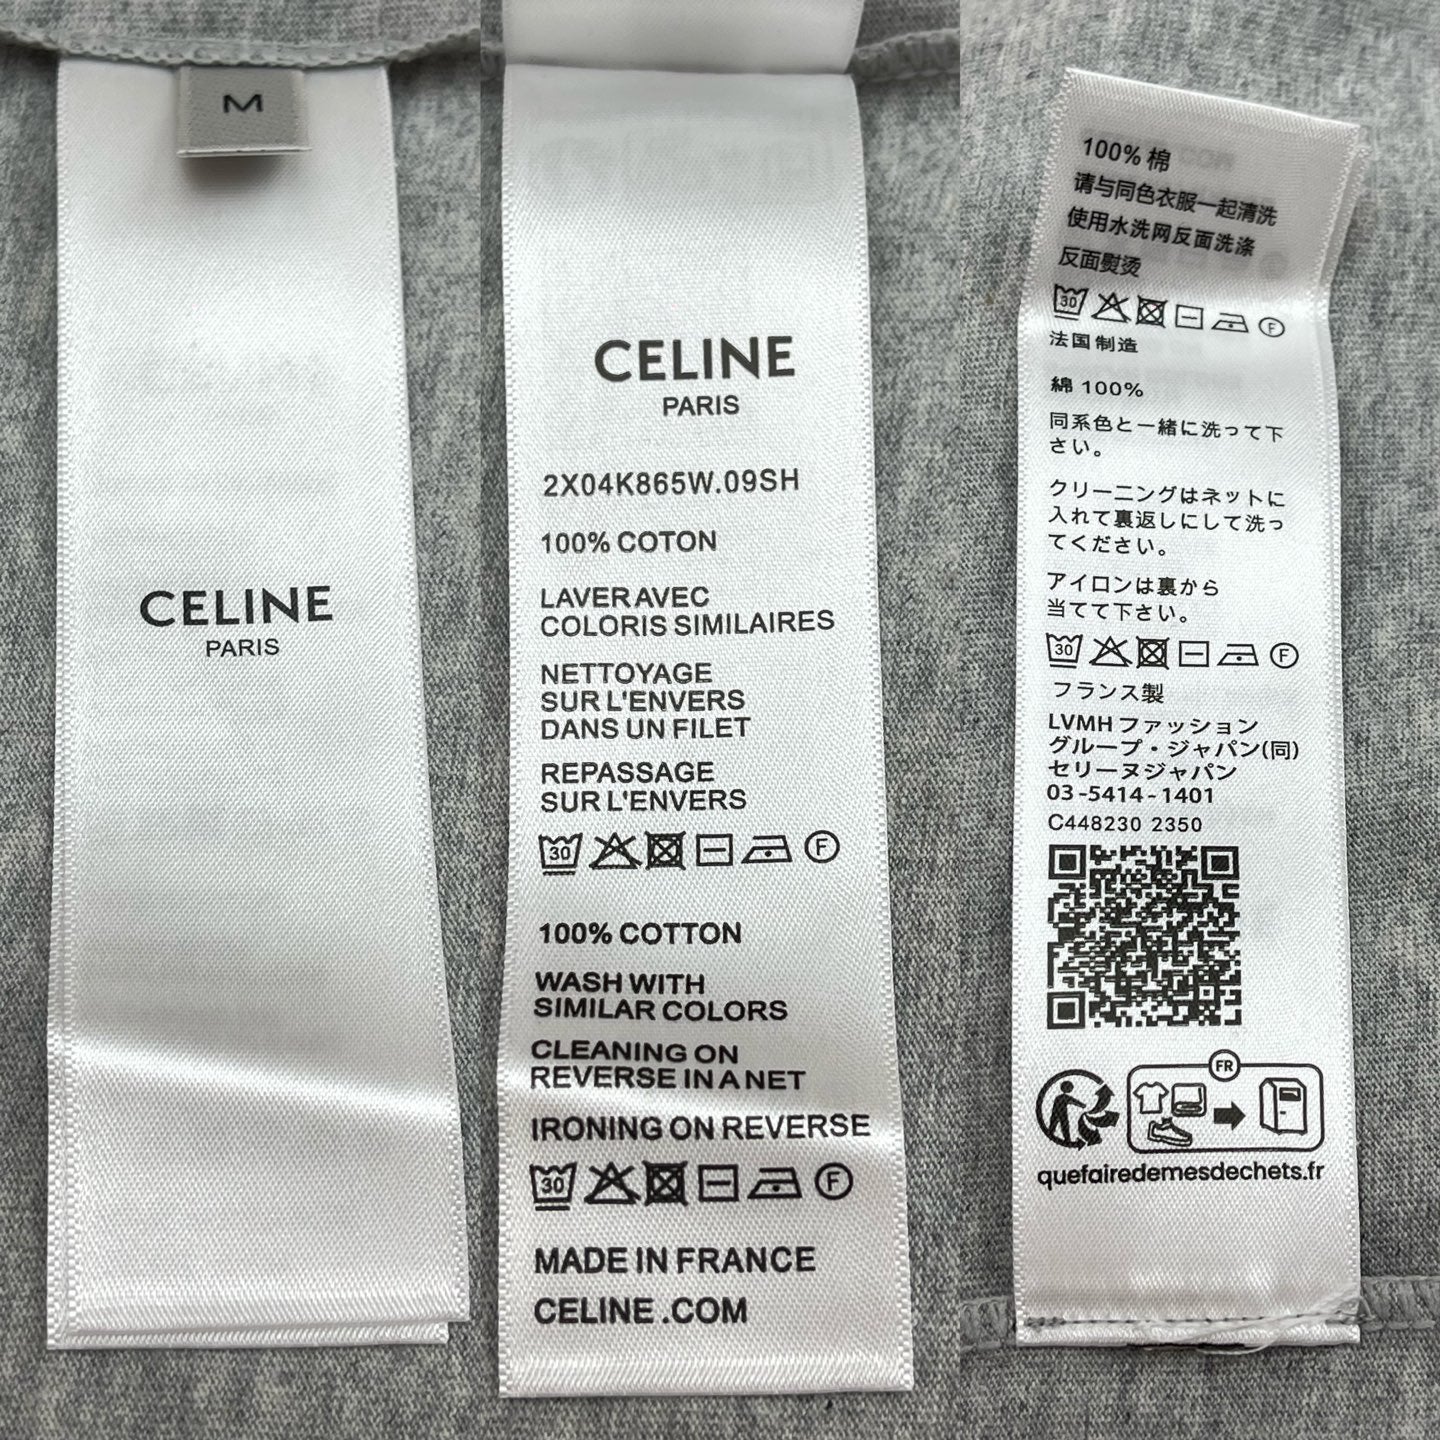 M
CELINE
PARIS
CELINE
PARIS
2X04K865W.09SH
100% COTON
LAVER AVEC
COLORIS SIMILAIRES
NETTOYAGE
SUR L'ENVERS
DANS UN FILET
REPASSAGE
SUR L'ENVERS
30
F
100% COTTON
WASH WITH
SIMILAR COLORS
CLEANING ON
REVERSE IN A NET
IRONING ON REVERSE
30
F
MADE IN FRANCE
CELINE .COM
100% 棉
请与同色衣服一起清洗
使用水洗网反面洗涤
反面熨烫
30
F
法国制造
綿 100%
同系色と一緒に洗って下
さい。
クリーニングはネットに
入れて裏返しにして洗っ
てください。
アイロンは裏から
当てて下さい。
30
F
フランス製
LVMH ファッション
グループ・ジャパン(同)
セリーヌジャパン
03-5414-1401
C448230 2350
FR
quefairedemesdechets.fr